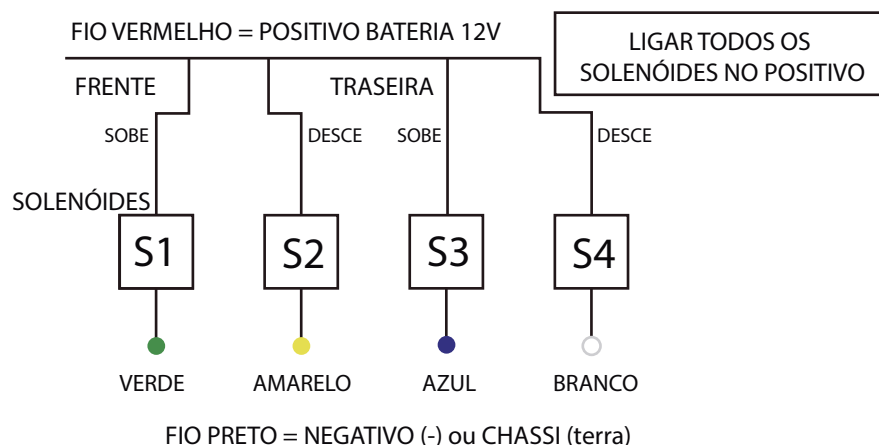 FIO VERMELHO = POSITIVO BATERIA 12V
LIGAR TODOS OS
SOLENÓIDES NO POSITIVO
FRENTE
TRASEIRA
SOBE
DESCE
SOBE
DESCE
SOLENÓIDES
S1
S2
S3
S4
VERDE
AMARELO
AZUL
BRANCO
FIO PRETO = NEGATIVO (-) ou CHASSI (terra)